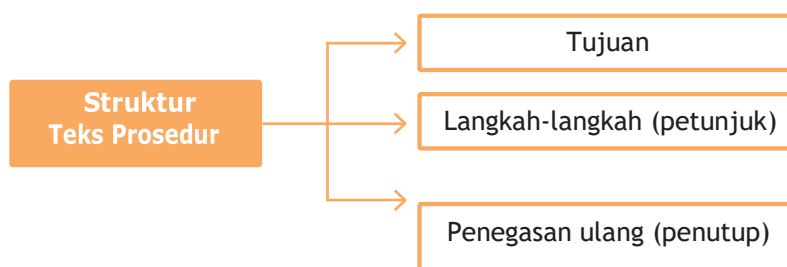 Struktur
Teks Prosedur
Tujuan
Langkah-langkah (petunjuk)
Penegasan ulang (penutup)